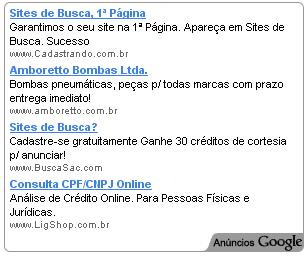 Sites de Busca, 1ª Página
Garantimos o seu site na 1ª Página. Apareça em Sites de
Busca. Sucesso
www.Cadastrando.com.br
Amboretto Bombas Ltda.
Bombas pneumáticas, peças p/ todas marcas com prazo
entrega imediato!
www.amboretto.com.br
Sites de Busca?
Cadastre-se gratuitamente Ganhe 30 créditos de cortesia
p/ anunciar!
www.BuscaSac.com
Consulta CPF/CNPJ Online
Análise de Crédito Online. Para Pessoas Físicas e
Jurídicas.
www.LigShop.com.br
Anúncios Google